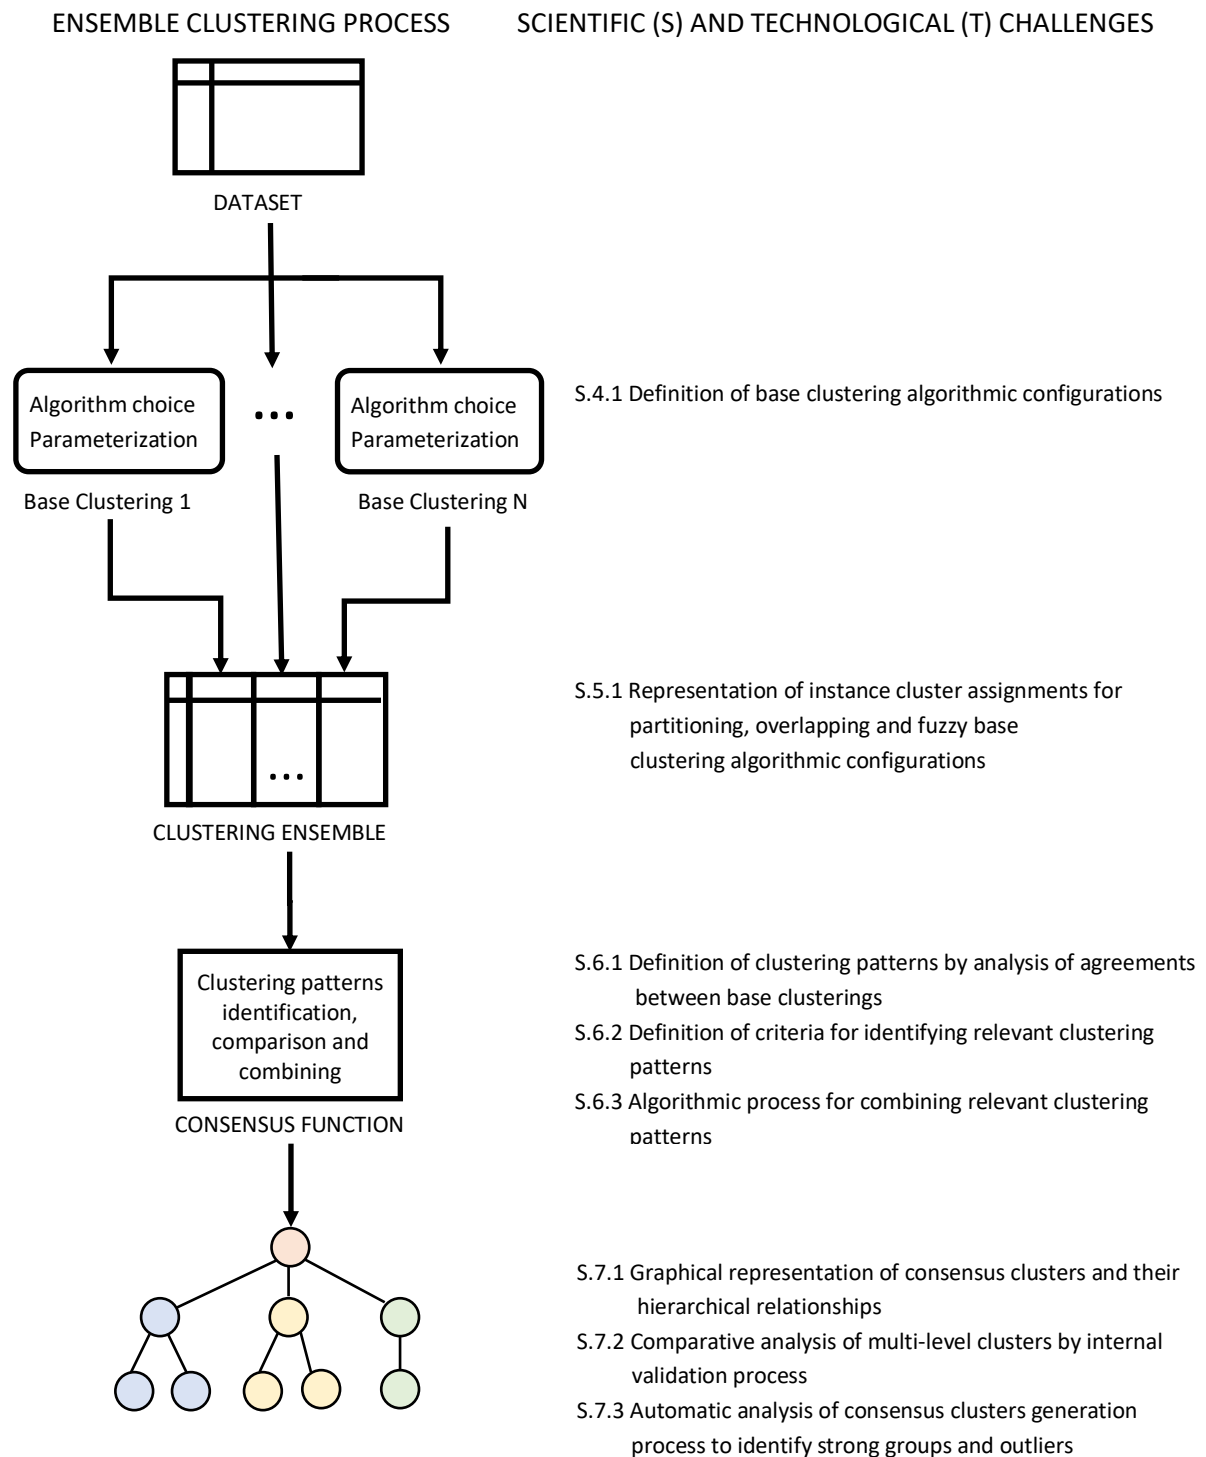 ENSEMBLE CLUSTERING PROCESS
SCIENTIFIC (S) AND TECHNOLOGICAL (T) CHALLENGES
DATASET
Algorithm choice
Parameterization
...
Algorithm choice
Parameterization
Base Clustering 1
Base Clustering N
S.4.1 Definition of base clustering algorithmic configurations
...
CLUSTERING ENSEMBLE
S.5.1 Representation of instance cluster assignments for
partitioning, overlapping and fuzzy base
clustering algorithmic configurations
Clustering patterns
identification,
comparison and
combining
CONSENSUS FUNCTION
S.6.1 Definition of clustering patterns by analysis of agreements
between base clusterings
S.6.2 Definition of criteria for identifying relevant clustering
patterns
S.6.3 Algorithmic process for combining relevant clustering
patterns
S.7.1 Graphical representation of consensus clusters and their
hierarchical relationships
S.7.2 Comparative analysis of multi-level clusters by internal
validation process
S.7.3 Automatic analysis of consensus clusters generation
process to identify strong groups and outliers